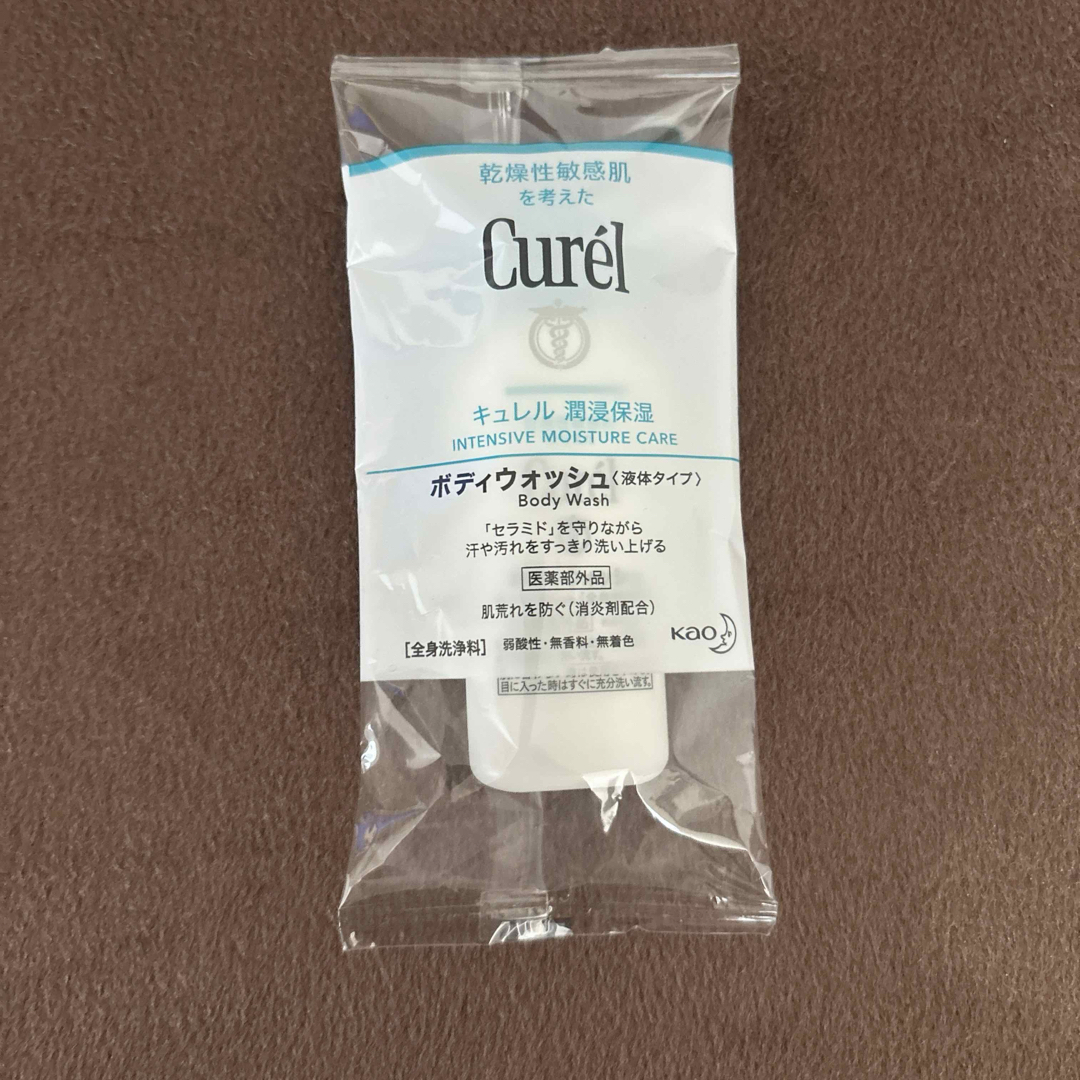 乾燥性敏感肌
を考えた
Curél
キュレル 潤浸保湿
INTENSIVE MOISTURE CARE
ボディウォッシュ〈液体タイプ〉
Body Wash
「セラミド」を守りながら
汗や汚れをすっきり洗い上げる
医薬部外品
肌荒れを防ぐ(消炎剤配合)
[全身洗浄料] 弱酸性・無香料・無着色
Kao
目に入った時はすぐに充分洗い流す。